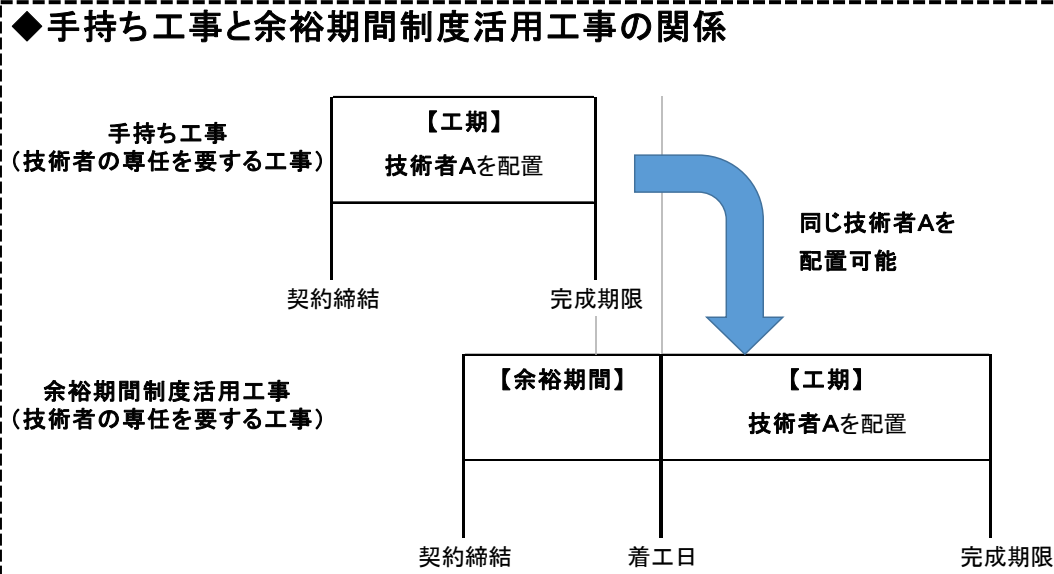 ◆手持ち工事と余裕期間制度活用工事の関係
手持ち工事
（技術者の専任を要する工事）
【工期】
技術者Aを配置
同じ技術者Aを
配置可能
契約締結
完成期限
余裕期間制度活用工事
（技術者の専任を要する工事）
【余裕期間】
【工期】
技術者Aを配置
契約締結
着工日
完成期限